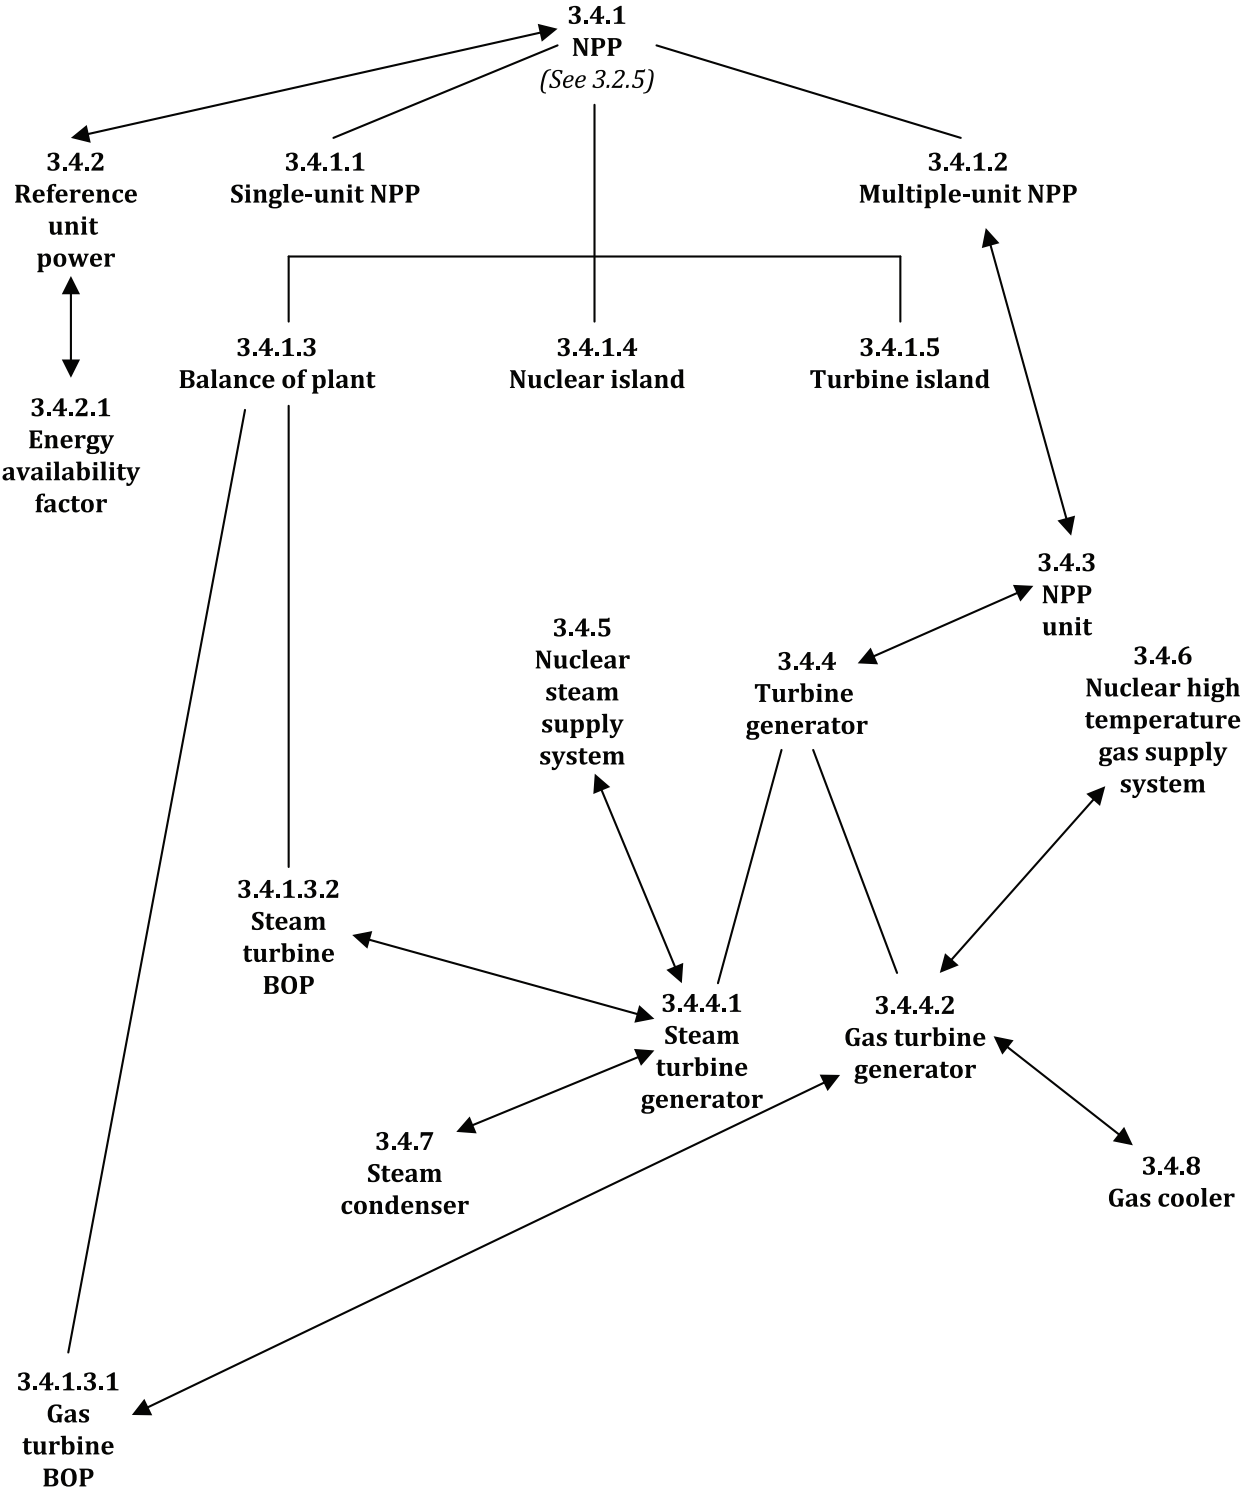 3.4.1
NPP
(See 3.2.5)
3.4.2
Reference
unit
power
3.4.1.1
Single-unit NPP
3.4.1.2
Multiple-unit NPP
3.4.1.3
Balance of plant
3.4.1.4
Nuclear island
3.4.1.5
Turbine island
3.4.2.1
Energy
availability
factor
3.4.3
NPP
unit
3.4.5
Nuclear
steam
supply
system
3.4.4
Turbine
generator
3.4.6
Nuclear high
temperature
gas supply
system
3.4.1.3.2
Steam
turbine
BOP
3.4.4.1
Steam
turbine
generator
3.4.4.2
Gas turbine
generator
3.4.7
Steam
condenser
3.4.8
Gas cooler
3.4.1.3.1
Gas
turbine
BOP